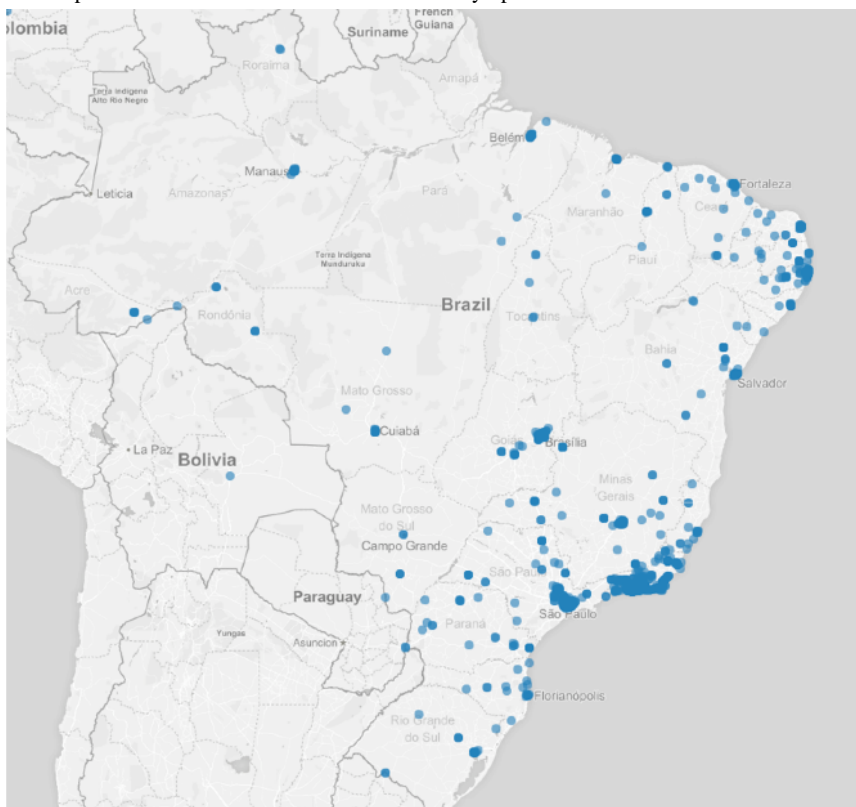 olombia
French
Guiana
Suriname
Roraima
Amapá
Terra Indígena
Alto Rio Negro
Belém
Manaus
Fortaleza
Leticia
Amazonas
Pará
Maranhão
Ceará
Terra Indígena
Munduruku
Piauí
Acre
Rondônia
Brazil
Tocantins
Bahia
Mato Grosso
Salvador
Cuiabá
Goiás
Brasília
La Paz
Bolivia
Minas
Gerais
Mato Grosso
do Sul
Campo Grande
São Paulo
Paraguay
São Paulo
Yungas
Paraná
Asuncion
Florianópolis
Rio Grande
do Sul